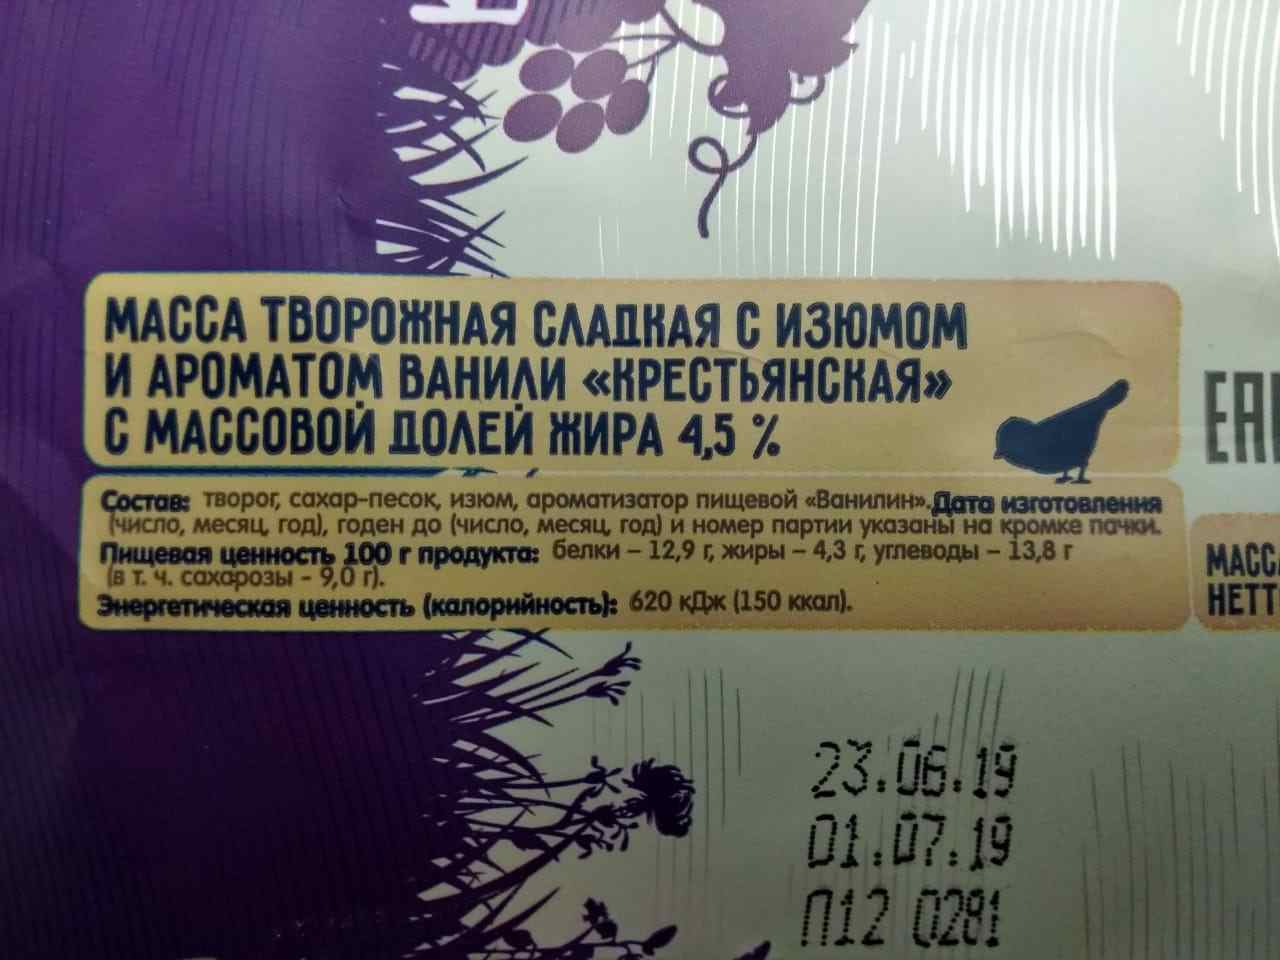 МАССА ТВОРОЖНАЯ СЛАДКАЯ С ИЗЮМОМ
И АРОМАТОМ ВАНИЛИ «КРЕСТЬЯНСКАЯ»
С МАССОВОЙ ДОЛЕЙ ЖИРА 4,5 %
Состав: творог, сахар-песок, изюм, ароматизатор пищевой «Ванилин». Дата изготовления
(число, месяц, год), годен до (число, месяц, год) и номер партии указаны на кромке пачки.
Пищевая ценность 100 г продукта: белки – 12,9 г, жиры – 4,3 г, углеводы – 13,8 г
(в т. ч. сахарозы - 9,0 г).
Энергетическая ценность (калорийность): 620 кДж (150 ккал).
ЕАС
МАССА
НЕТТ
23.06.19
01.07.19
П12 0281